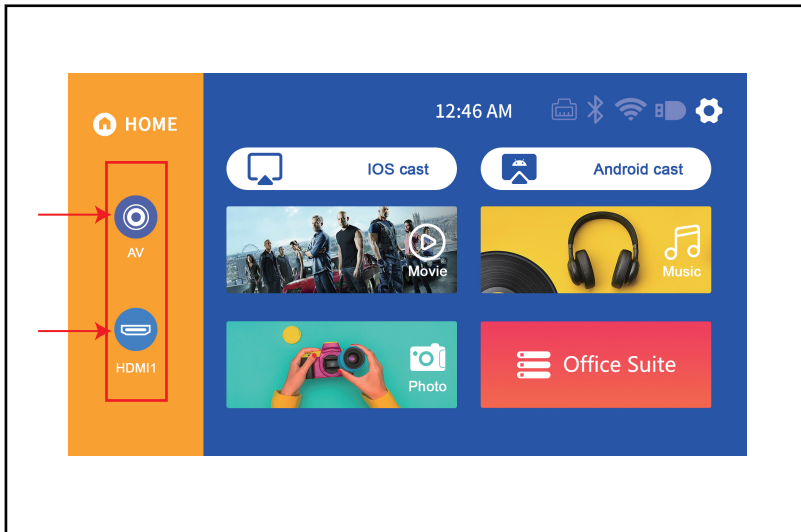 HOME
12:46 AM
IOS cast
Android cast
AV
Movie
Music
HDMI1
Photo
Office Suite